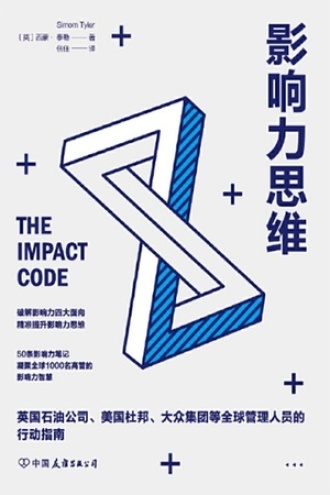 Simom Tyler
[英]西蒙·泰勒——著
何佳——译
影响力思维
THE
IMPACT
CODE
破解影响力四大面向
精准提升影响力思维
50条影响力笔记
凝聚全球1000名高管的
影响力智慧
英国石油公司、美国杜邦、大众集团等全球管理人员的
行动指南
中国友谊出版公司